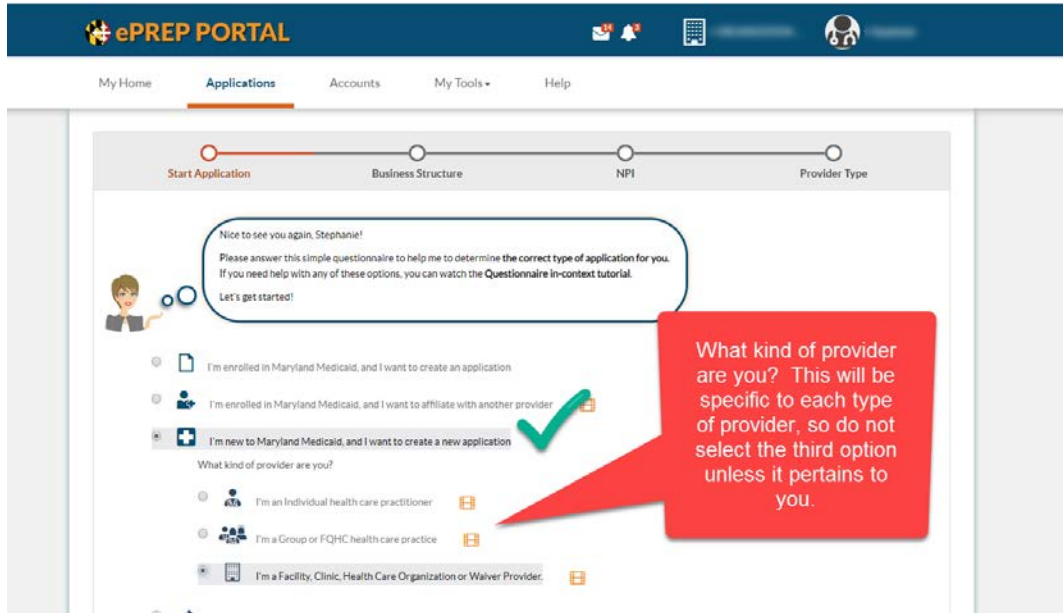 ePREP PORTAL
14
3
My Home Applications Accounts My Tools Help
Start Application Business Structure NPI Provider Type
Nice to see you again, Stephanie!
Please answer this simple questionnaire to help me to determine the correct type of application for you.
If you need help with any of these options, you can watch the Questionnaire in-context tutorial.
Let's get started!
I'm enrolled in Maryland Medicaid, and I want to create an application
I'm enrolled in Maryland Medicaid, and I want to affiliate with another provider
I'm new to Maryland Medicaid, and I want to create a new application
What kind of provider are you?
I'm an Individual health care practitioner
I'm a Group or FQHC health care practice
I'm a Facility, Clinic, Health Care Organization or Waiver Provider.
What kind of provider
are you? This will be
specific to each type
of provider, so do not
select the third option
unless it pertains to
you.